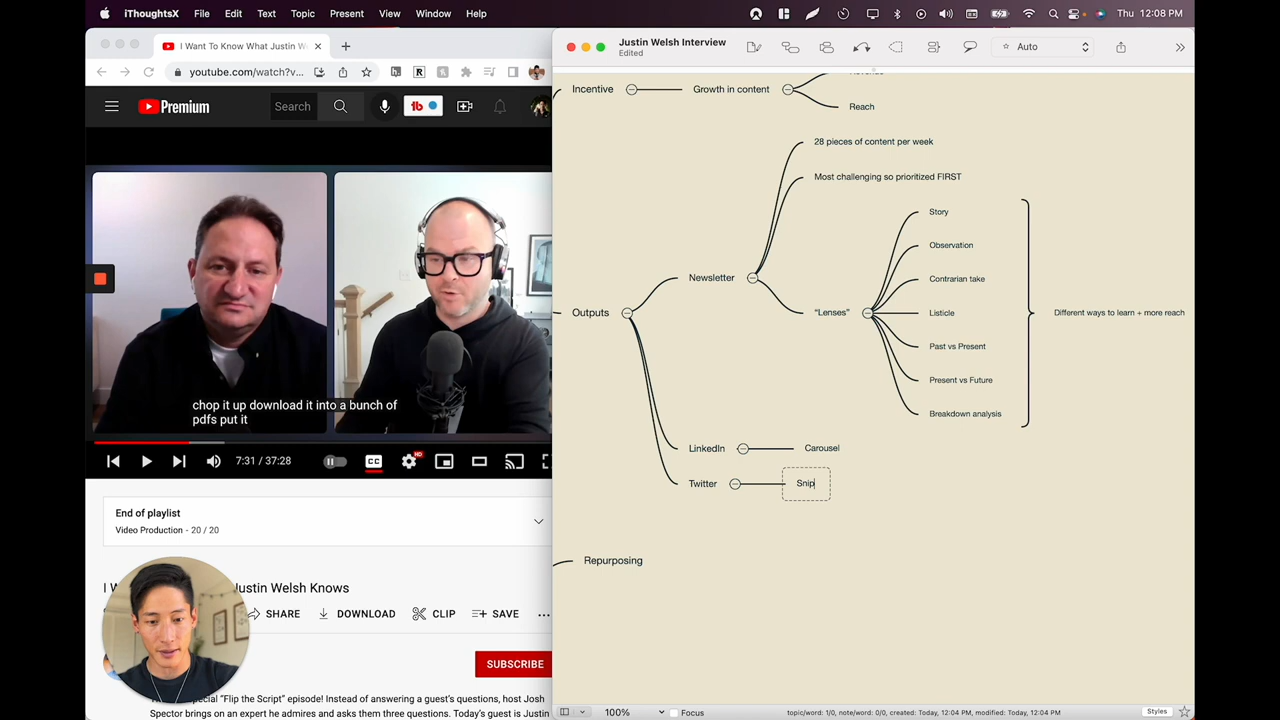 iThoughtsX File Edit Text Topic Present View Window Help Thu 12:08 PM
I Want To Know What Justin W
youtube.com/watch?v...
Premium
Search
chop it up download it into a bunch of
pdfs put it
7:31 / 37:28
CC
HD
End of playlist
Video Production - 20 / 20
Justin Welsh Knows
SHARE DOWNLOAD CLIP SAVE ...
SUBSCRIBE
pecial "Flip the Script" episode! Instead of answering a guest's questions, host Josh
Spector brings on an expert he admires and asks them three questions. Today's guest is Justin
Justin Welsh Interview
Edited
Auto
Incentive
Growth in content
Reach
28 pieces of content per week
Most challenging so prioritized FIRST
Story
Observation
Contrarian take
Newsletter
Outputs
“Lenses”
Listicle
Different ways to learn + more reach
Past vs Present
Present vs Future
Breakdown analysis
LinkedIn
Carousel
Twitter
Snip
Repurposing
100%
Focus
topic/word: 1/0, note/word: 0/0, created: Today, 12:04 PM, modified: Today, 12:04 PM
Styles